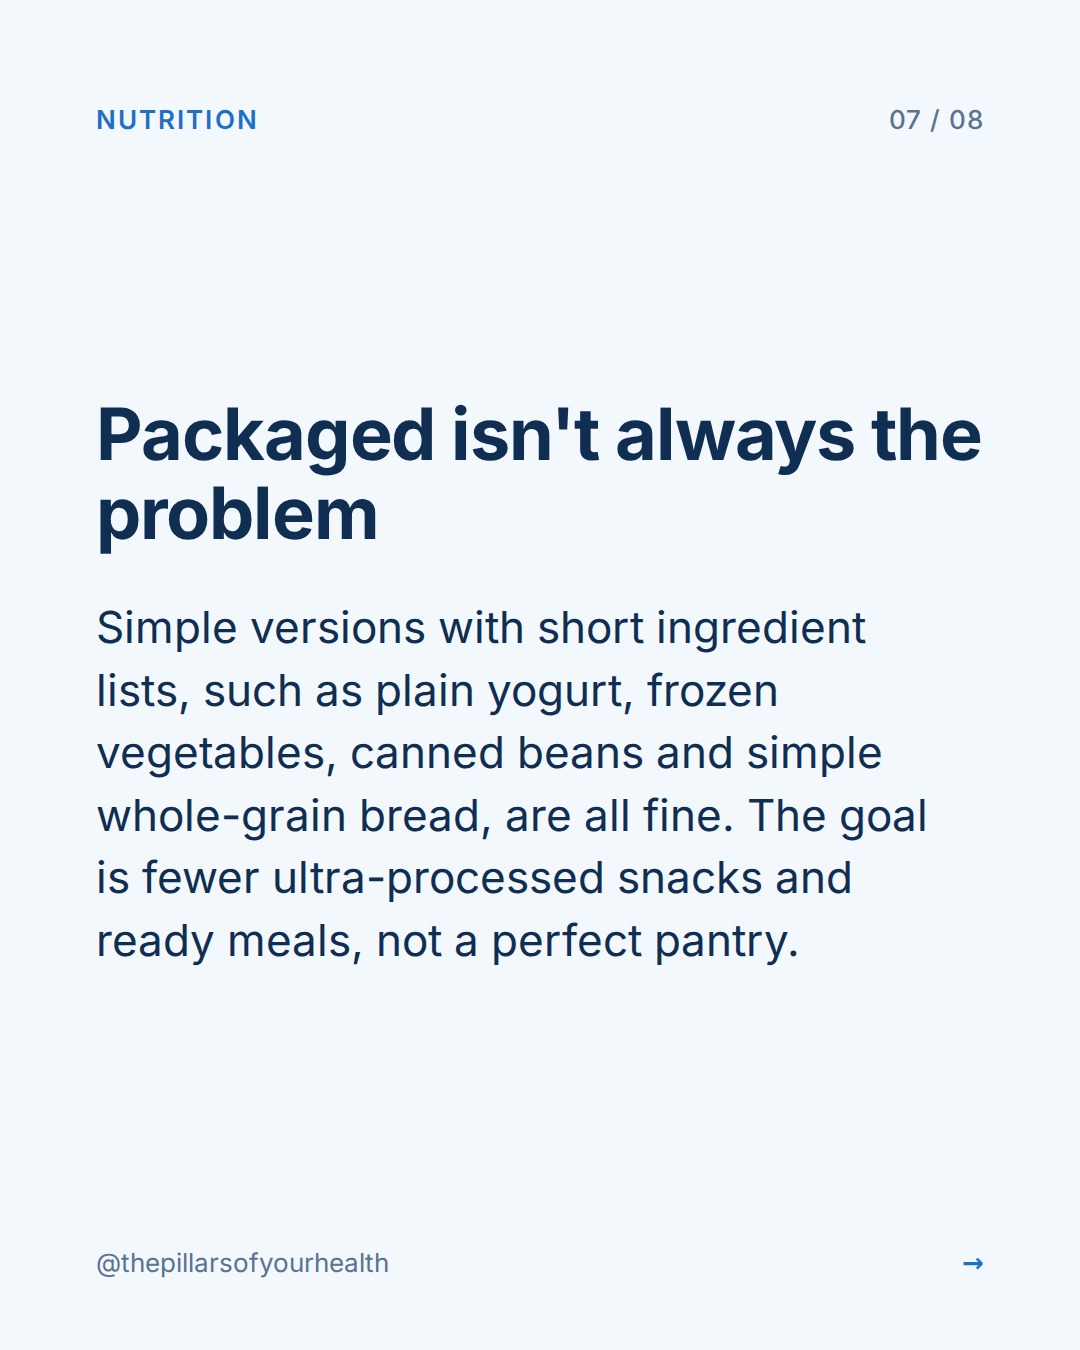 NUTRITION
07 / 08
Packaged isn't always the
problem
Simple versions with short ingredient
lists, such as plain yogurt, frozen
vegetables, canned beans and simple
whole-grain bread, are all fine. The goal
is fewer ultra-processed snacks and
ready meals, not a perfect pantry.
@thepillarsofyourhealth
→